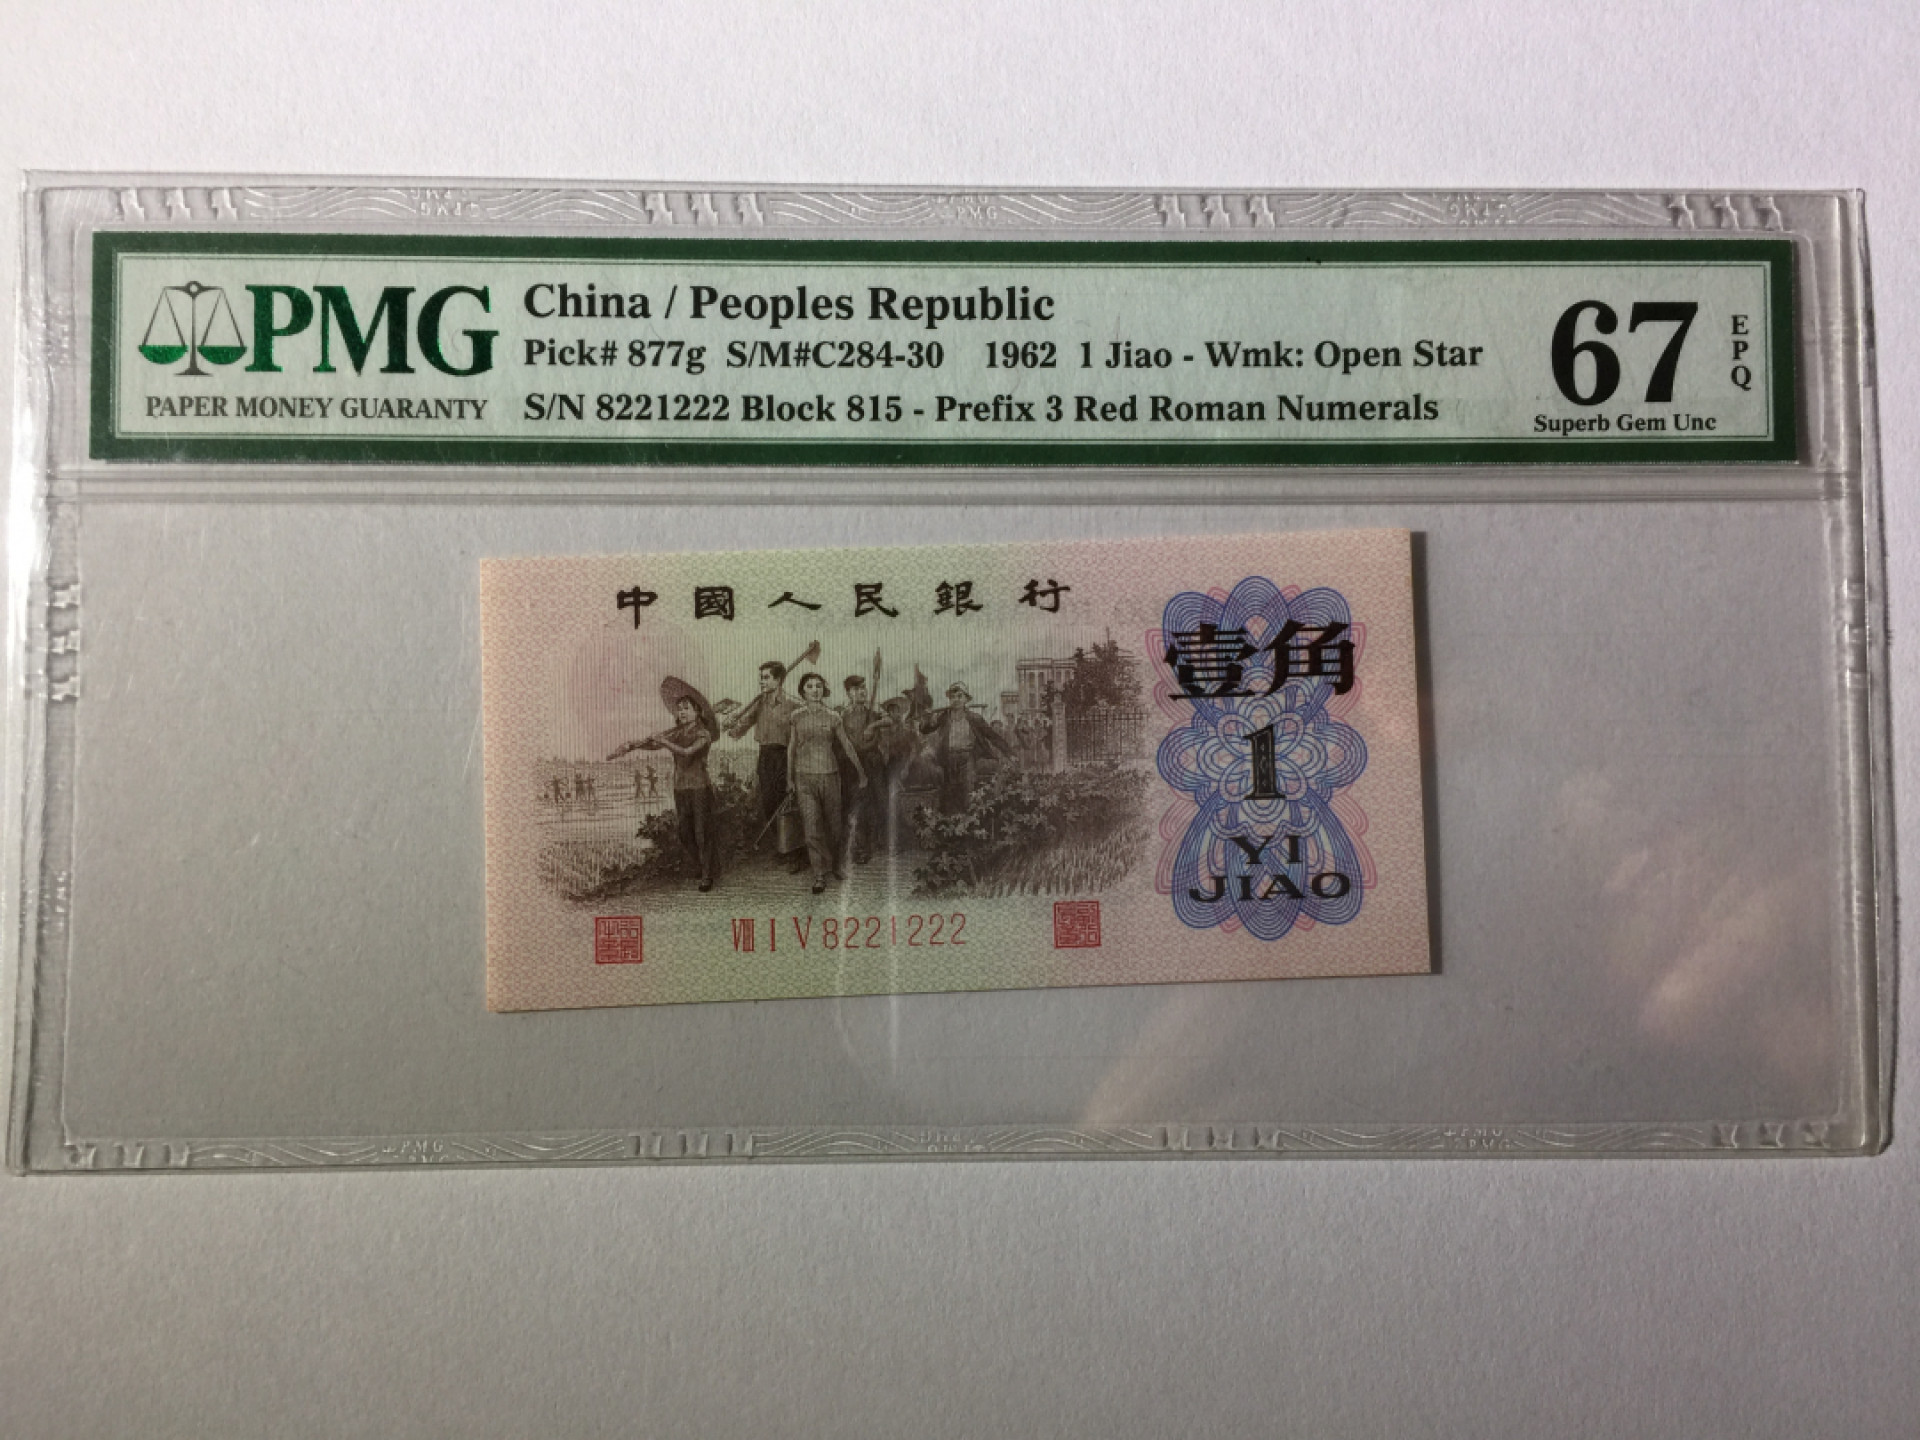 PMG
PAPER MONEY GUARANTY
China / Peoples Republic
Pick# 877g S/M#C284-30 1962 1 Jiao - Wmk: Open Star
S/N 8221222 Block 815 - Prefix 3 Red Roman Numerals
67
EPQ
Superb Gem Unc
中國人民銀行
壹角
1
YI
JIAO
VIII I V 8221222